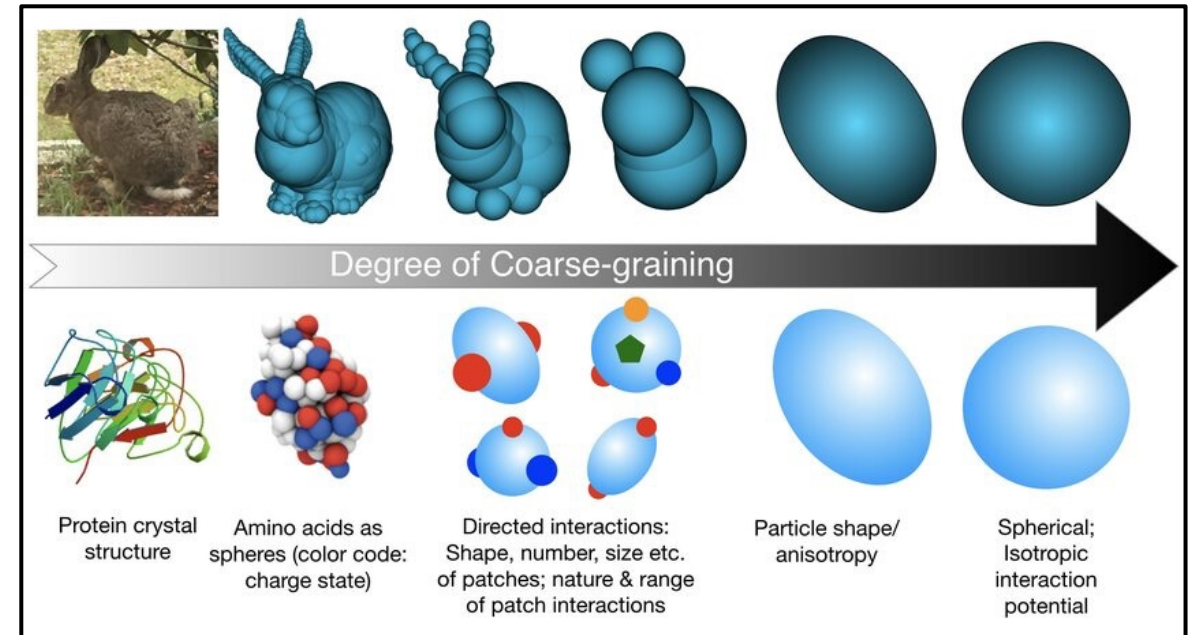 Degree of Coarse-graining
Protein crystal
structure
Amino acids as
spheres (color code:
charge state)
Directed interactions:
Shape, number, size etc.
of patches; nature & range
of patch interactions
Particle shape/
anisotropy
Spherical;
Isotropic
interaction
potential